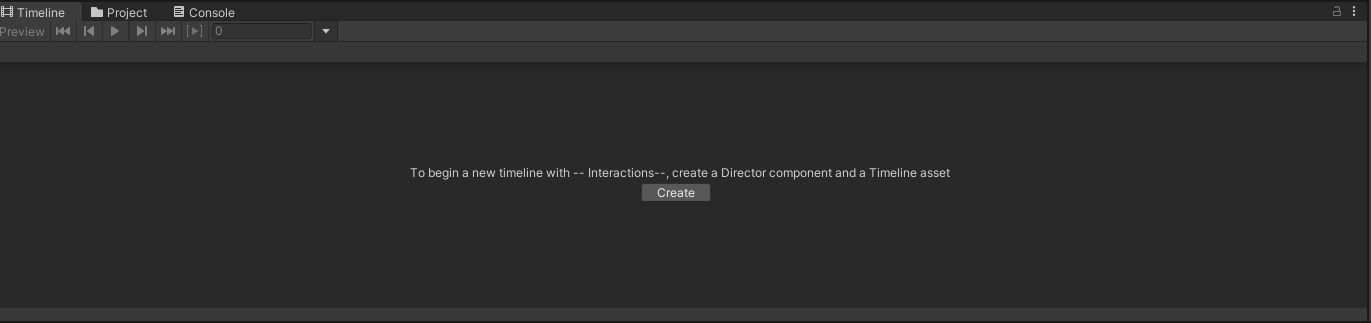 Timeline Project Console
Preview 0
To begin a new timeline with -- Interactions--, create a Director component and a Timeline asset
Create